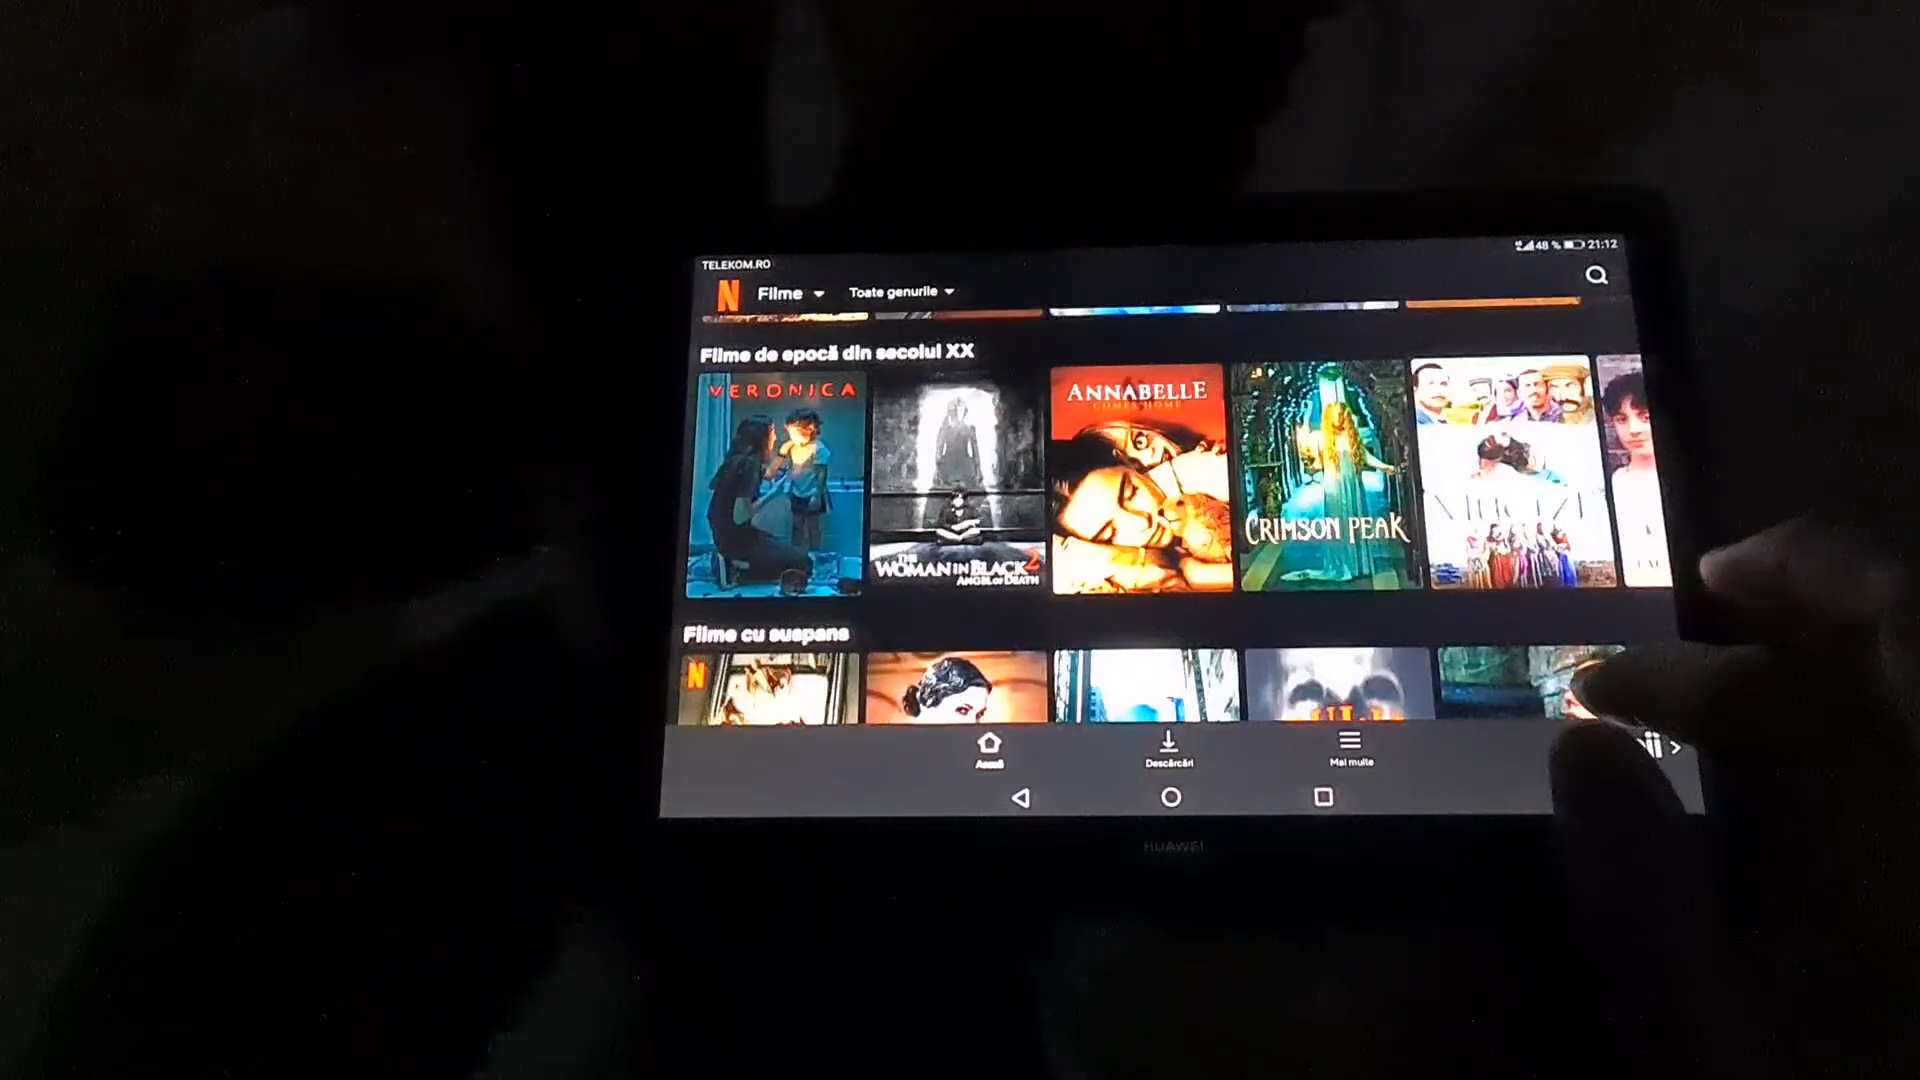 TELEKOM.RO
48 % 21:12
N Filme Toate genurile
Filme de epocă din secolul XX
VERONICA
THE WOMAN IN BLACK 2
ANGEL OF DEATH
ANNABELLE
COMES HOME
CRIMSON PEAK
Filme cu suspans
N
Acasă
Descărcări
Mai multe
HUAWEI